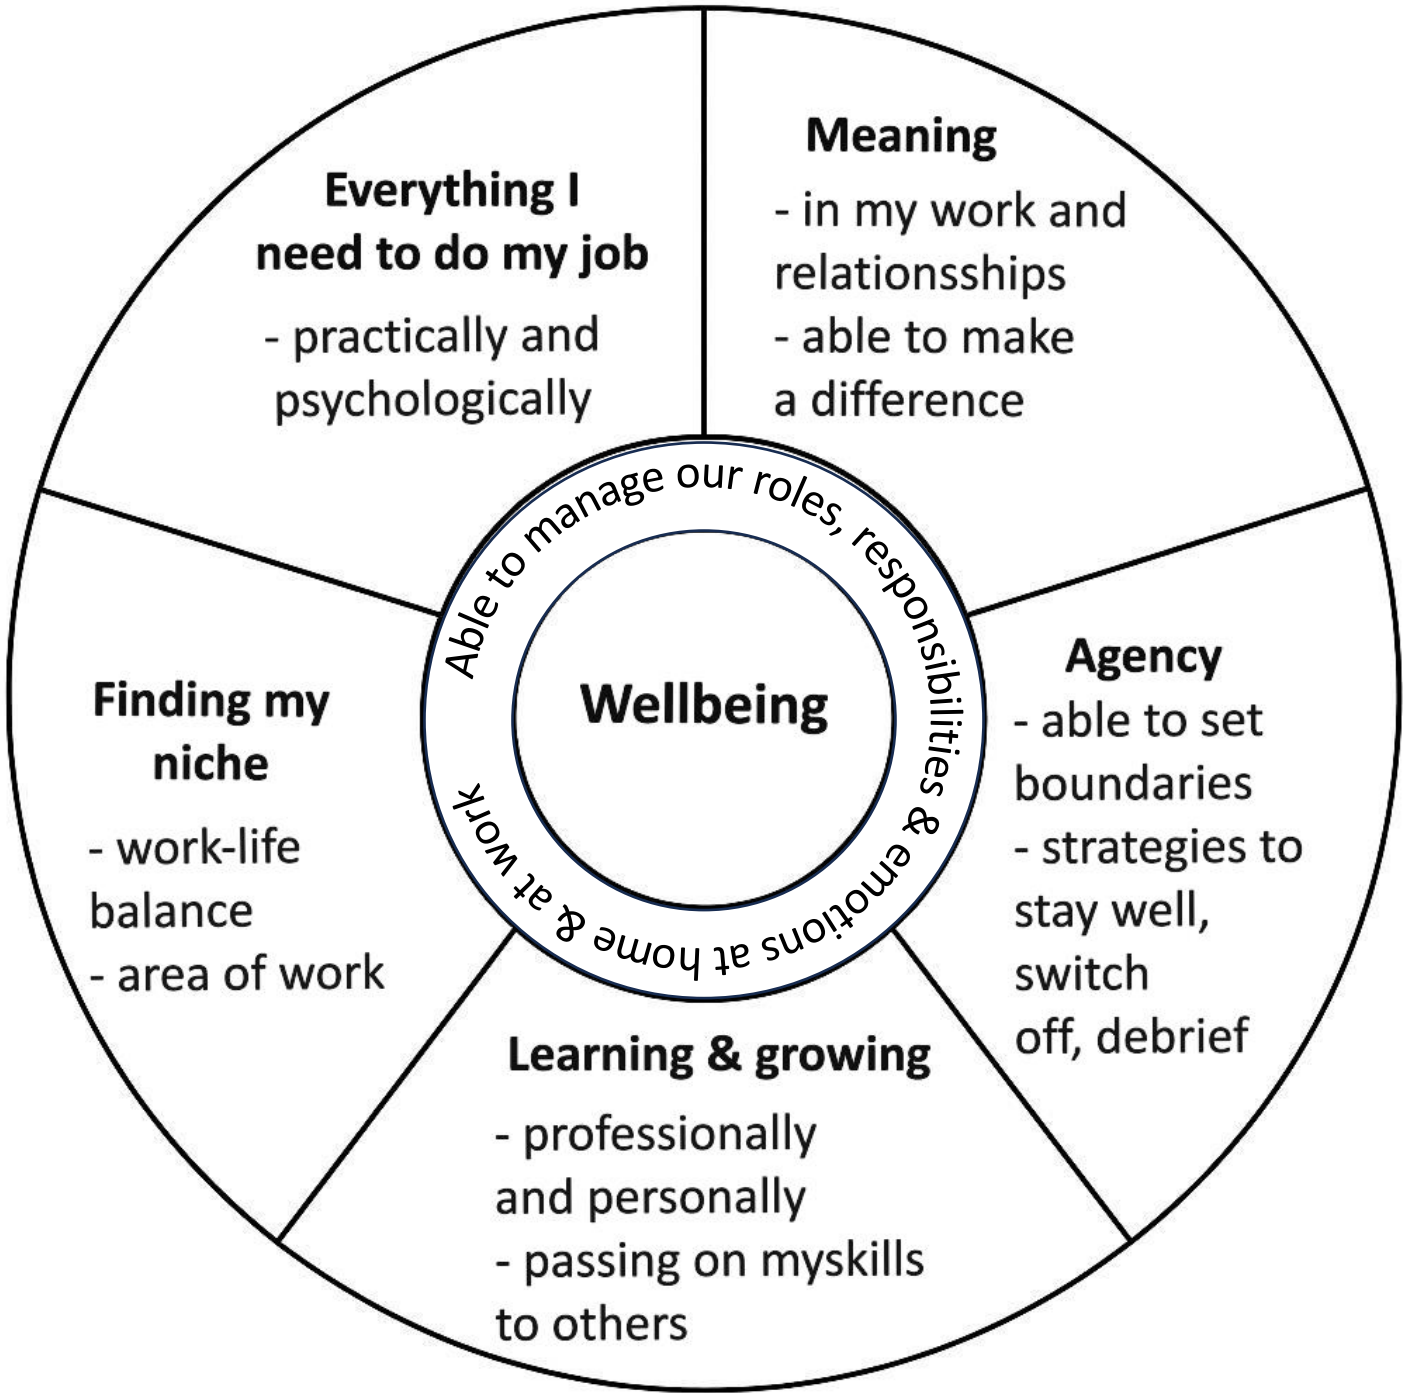 Everything I
need to do my job
- practically and
psychologically
Meaning
- in my work and
relationsships
- able to make
a difference
Able to manage our roles, responsibilities & emotions at home & at work
Wellbeing
Agency
- able to set
boundaries
- strategies to
stay well,
switch
off, debrief
Finding my
niche
- work-life
balance
- area of work
Learning & growing
- professionally
and personally
- passing on myskills
to others